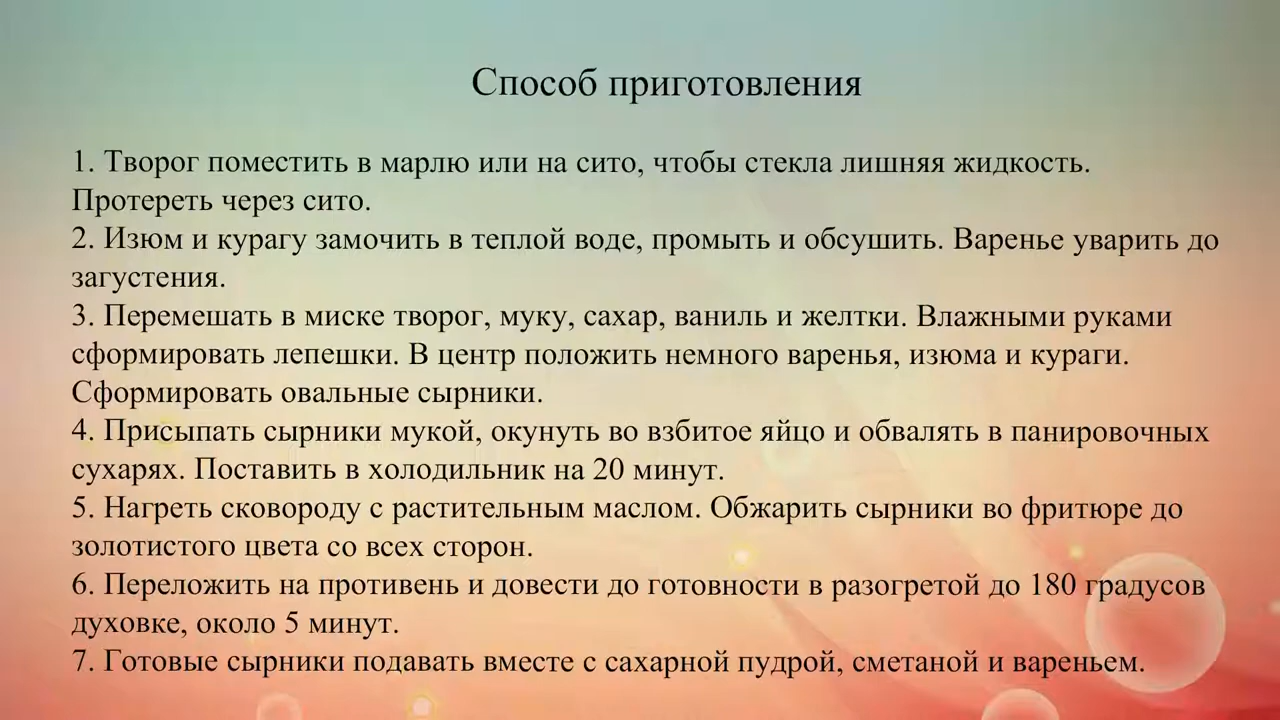 Способ приготовления
1. Творог поместить в марлю или на сито, чтобы стекла лишняя жидкость.
Протереть через сито.
2. Изюм и курагу замочить в теплой воде, промыть и обсушить. Варенье уварить до
загустения.
3. Перемешать в миске творог, муку, сахар, ваниль и желтки. Влажными руками
сформировать лепешки. В центр положить немного варенья, изюма и кураги.
Сформировать овальные сырники.
4. Присыпать сырники мукой, окунуть во взбитое яйцо и обвалять в панировочных
сухарях. Поставить в холодильник на 20 минут.
5. Нагреть сковороду с растительным маслом. Обжарить сырники во фритюре до
золотистого цвета со всех сторон.
6. Переложить на противень и довести до готовности в разогретой до 180 градусов
духовке, около 5 минут.
7. Готовые сырники подавать вместе с сахарной пудрой, сметаной и вареньем.